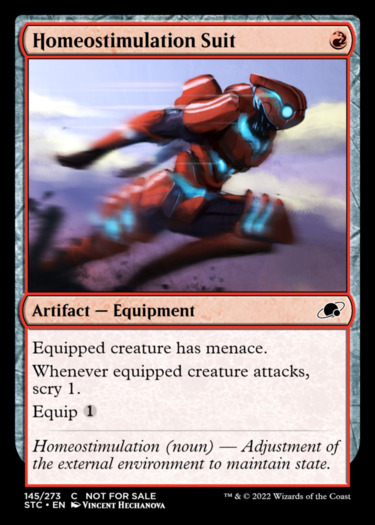 Homeostimulation Suit
Artifact — Equipment
Equipped creature has menace.
Whenever equipped creature attacks,
scry 1.
Equip 1
Homeostimulation (noun) — Adjustment of
the external environment to maintain state.
145/273 C NOT FOR SALE
STC • EN Vincent Hechanova
™ & © 2022 Wizards of the Coast